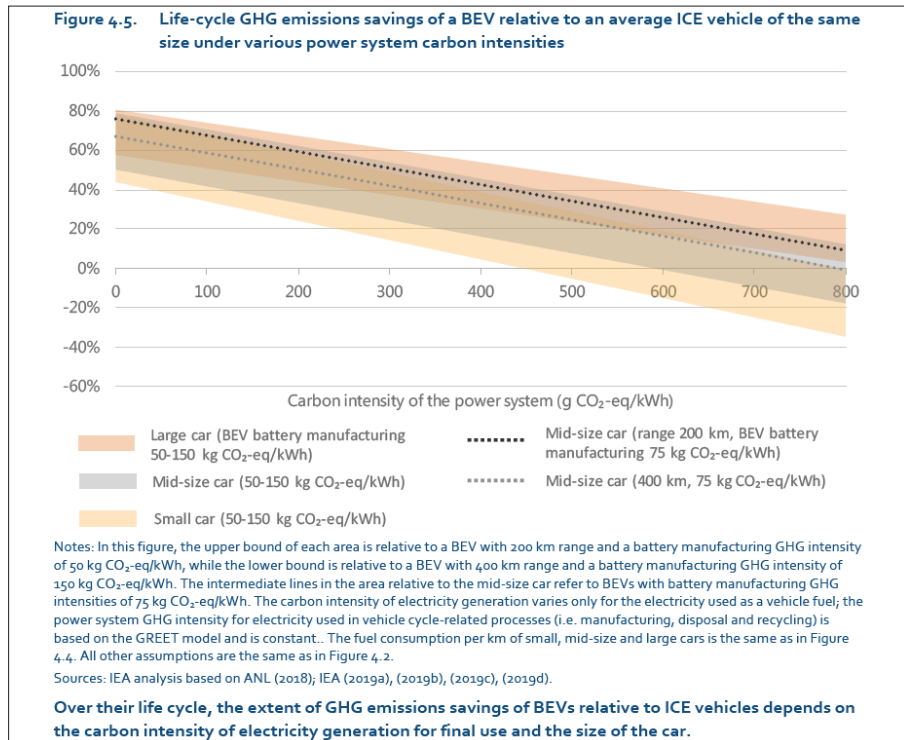 Figure 4.5. Life-cycle GHG emissions savings of a BEV relative to an average ICE vehicle of the same
size under various power system carbon intensities
100%
80%
60%
40%
20%
0%
-20%
-40%
-60%
0 100 200 300 400 500 600 700 800
Carbon intensity of the power system (g CO₂-eq/kWh)
Large car (BEV battery manufacturing
50-150 kg CO₂-eq/kWh)
Mid-size car (range 200 km, BEV battery
manufacturing 75 kg CO₂-eq/kWh)
Mid-size car (50-150 kg CO₂-eq/kWh)
Mid-size car (400 km, 75 kg CO₂-eq/kWh)
Small car (50-150 kg CO₂-eq/kWh)
Notes: In this figure, the upper bound of each area is relative to a BEV with 200 km range and a battery manufacturing GHG intensity
of 50 kg CO₂-eq/kWh, while the lower bound is relative to a BEV with 400 km range and a battery manufacturing GHG intensity of
150 kg CO₂-eq/kWh. The intermediate lines in the area relative to the mid-size car refer to BEVs with battery manufacturing GHG
intensities of 75 kg CO₂-eq/kWh. The carbon intensity of electricity generation varies only for the electricity used as a vehicle fuel; the
power system GHG intensity for electricity used in vehicle cycle-related processes (i.e. manufacturing, disposal and recycling) is
based on the GREET model and is constant.. The fuel consumption per km of small, mid-size and large cars is the same as in Figure
4.4. All other assumptions are the same as in Figure 4.2.
Sources: IEA analysis based on ANL (2018); IEA (2019a), (2019b), (2019c), (2019d).
Over their life cycle, the extent of GHG emissions savings of BEVs relative to ICE vehicles depends on
the carbon intensity of electricity generation for final use and the size of the car.